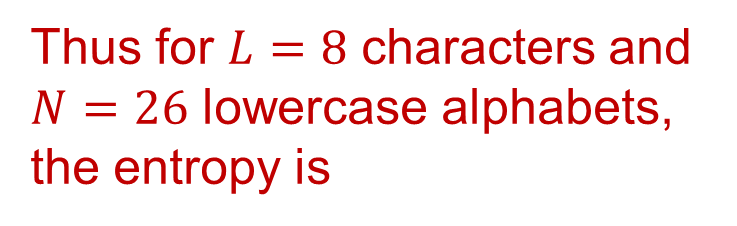 Thus for L = 8 characters and
N = 26 lowercase alphabets,
the entropy is